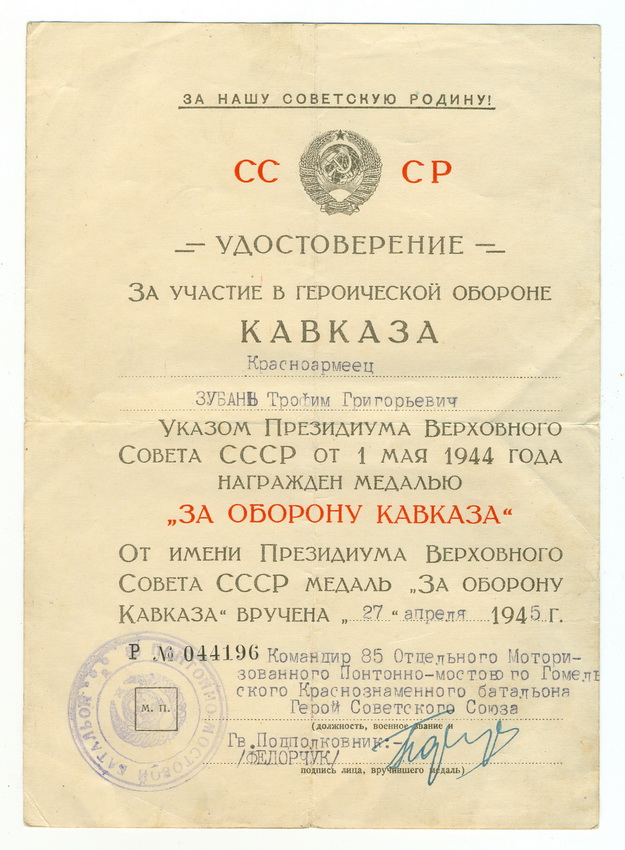 ЗА НАШУ СОВЕТСКУЮ РОДИНУ!
СС СР
УДОСТОВЕРЕНИЕ
ЗА УЧАСТИЕ В ГЕРОИЧЕСКОЙ ОБОРОНЕ
КАВКАЗА
Красноармеец
ЗУБАНЬ Трофим Григорьевич
УКАЗОМ ПРЕЗИДИУМА ВЕРХОВНОГО
СОВЕТА СССР ОТ 1 МАЯ 1944 ГОДА
НАГРАЖДЕН МЕДАЛЬЮ
„ЗА ОБОРОНУ КАВКАЗА“
ОТ ИМЕНИ ПРЕЗИДИУМА ВЕРХОВНОГО
СОВЕТА СССР МЕДАЛЬ „ЗА ОБОРОНУ
КАВКАЗА“ ВРУЧЕНА „ 27 “ апреля 1945 Г.
Р № 044196 Командир 85 Отдельного Мотори-
зованного Понтонно-мостового Гомель
ского Краснознаменного батальона
Герой Советского Союза
М. П.
(должность, военное звание и
Гв.Подполковник:-
/ФЕДОРЧУК/
подпись лица, вручившего медаль)
ПОНТОННО-МОСТОВОЙ БАТАЛЬОН